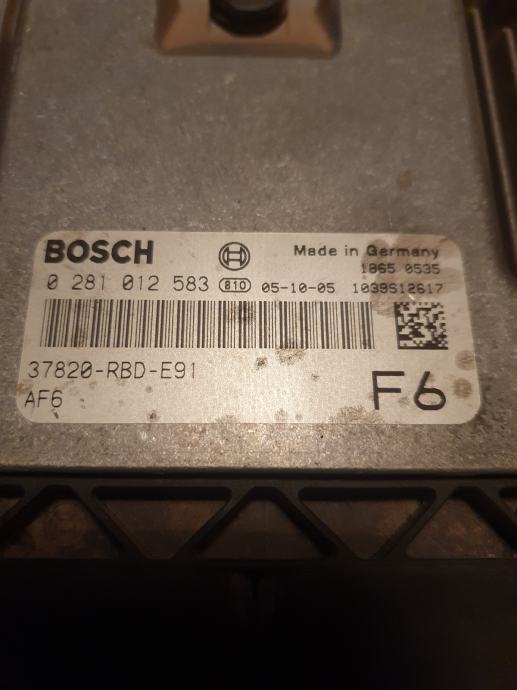 BOSCH Made in Germany
1865 0535
0 281 012 583 810 05-10-05 1039S12617
37820-RBD-E91
AF6
F6